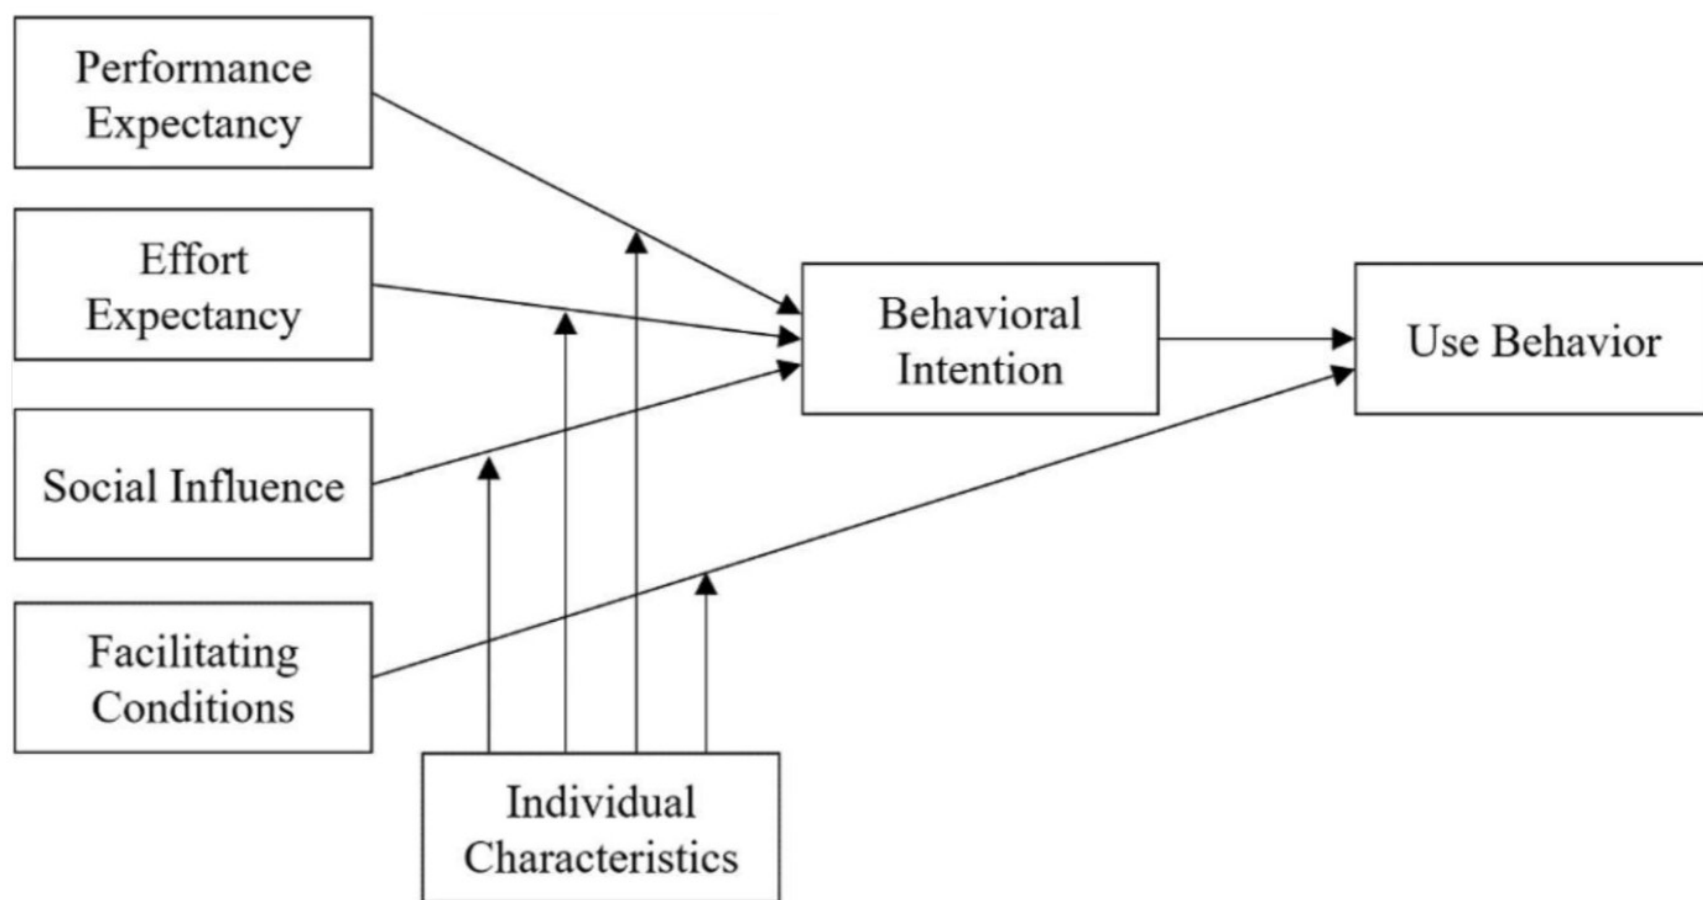 Performance
Expectancy
Effort
Expectancy
Social Influence
Facilitating
Conditions
Individual
Characteristics
Behavioral
Intention
Use Behavior